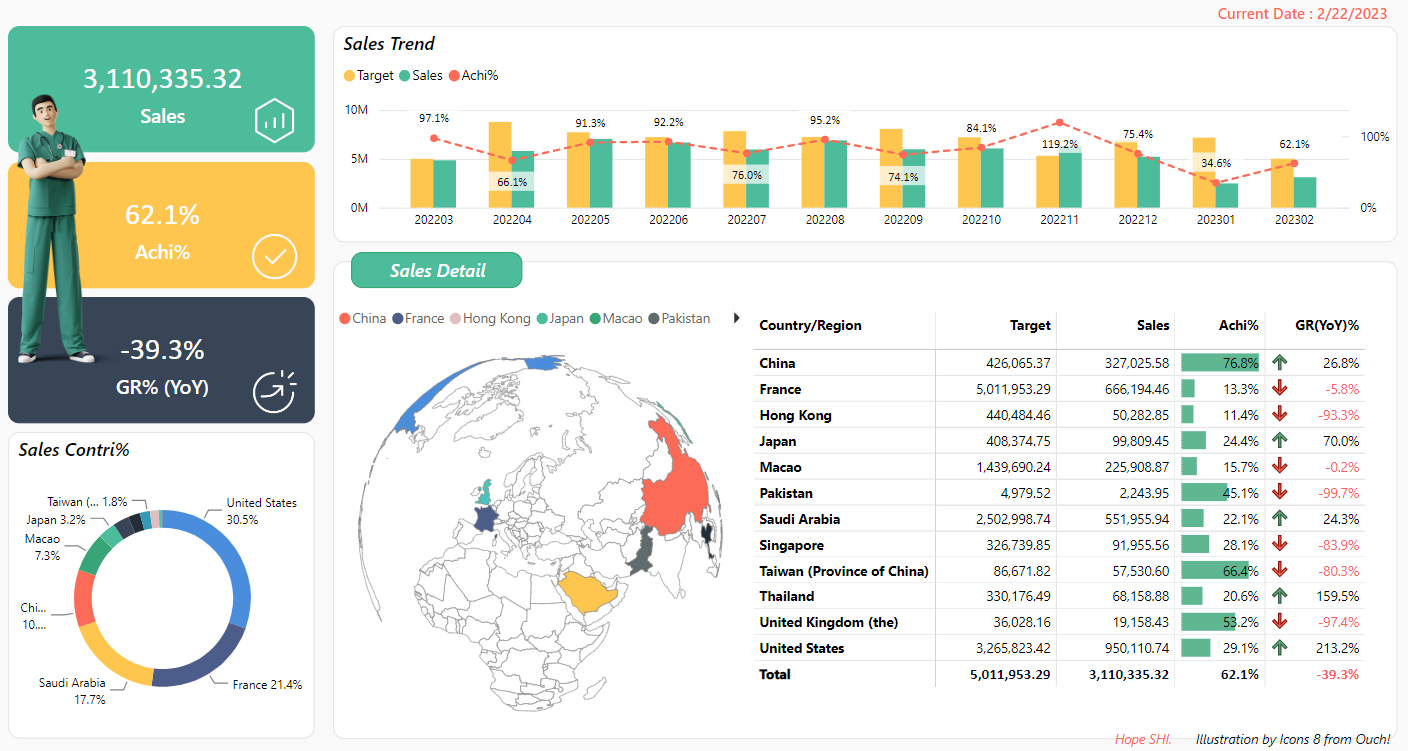 Current Date : 2/22/2023
3,110,335.32
Sales
62.1%
Achi%
-39.3%
GR% (YoY)
Sales Contri%
Taiwan (... 1.8%
Japan 3.2%
Macao
7.3%
Chi...
10....
Saudi Arabia
17.7%
France 21.4%
United States
30.5%
Sales Trend
Target Sales Achi%
10M
5M
0M
100%
0%
97.1%
66.1%
91.3%
92.2%
76.0%
95.2%
74.1%
84.1%
119.2%
75.4%
34.6%
62.1%
202203 202204 202205 202206 202207 202208 202209 202210 202211 202212 202301 202302
Sales Detail
China France Hong Kong Japan Macao Pakistan
Country/Region Target Sales Achi% GR(YoY)%
China 426,065.37 327,025.58 76.8% 26.8%
France 5,011,953.29 666,194.46 13.3% -5.8%
Hong Kong 440,484.46 50,282.85 11.4% -93.3%
Japan 408,374.75 99,809.45 24.4% 70.0%
Macao 1,439,690.24 225,908.87 15.7% -0.2%
Pakistan 4,979.52 2,243.95 45.1% -99.7%
Saudi Arabia 2,502,998.74 551,955.94 22.1% 24.3%
Singapore 326,739.85 91,955.56 28.1% -83.9%
Taiwan (Province of China) 86,671.82 57,530.60 66.4% -80.3%
Thailand 330,176.49 68,158.88 20.6% 159.5%
United Kingdom (the) 36,028.16 19,158.43 53.2% -97.4%
United States 3,265,823.42 950,110.74 29.1% 213.2%
Total 5,011,953.29 3,110,335.32 62.1% -39.3%
Hope SHI. Illustration by Icons 8 from Ouch!